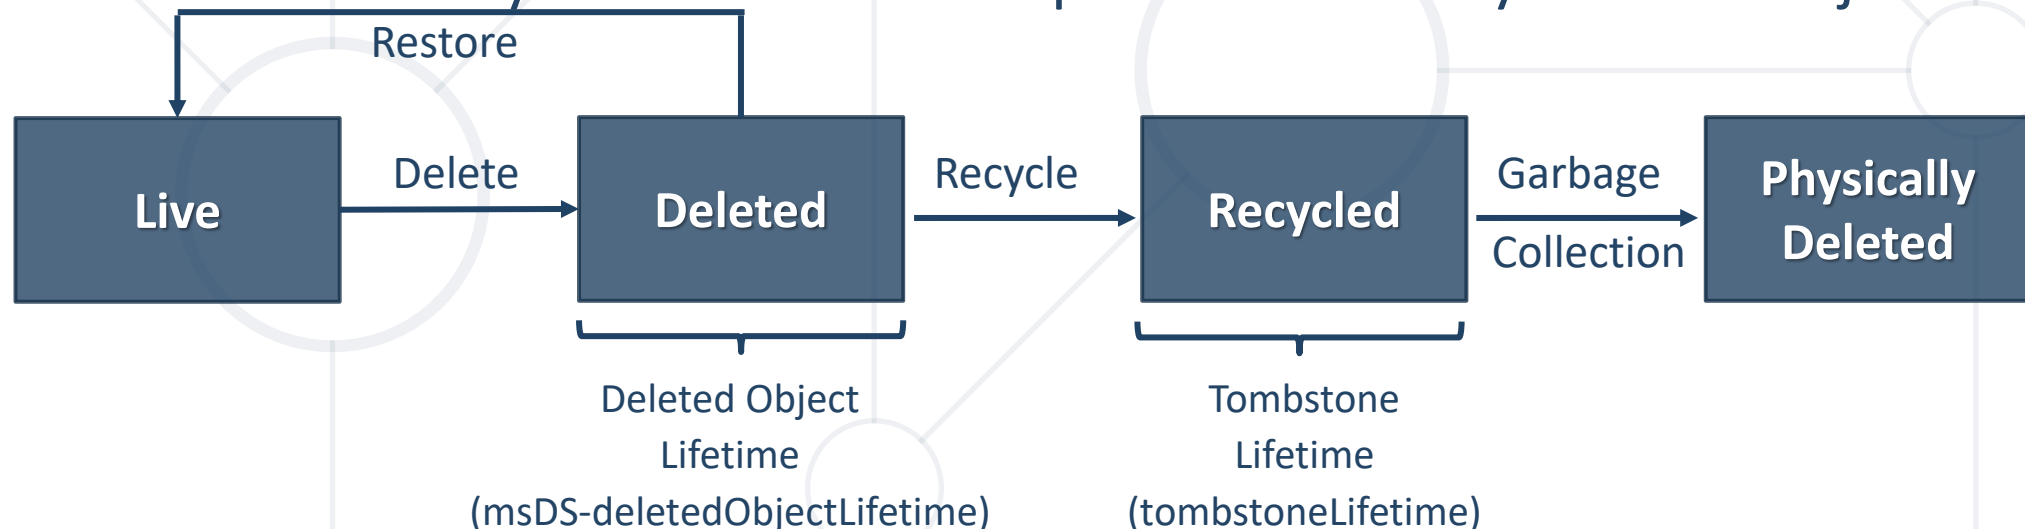 Restore
Live
Delete
Deleted
Recycle
Recycled
Garbage
Collection
Physically
Deleted
Deleted Object
Lifetime
(msDS-deletedObjectLifetime)
Tombstone
Lifetime
(tombstoneLifetime)